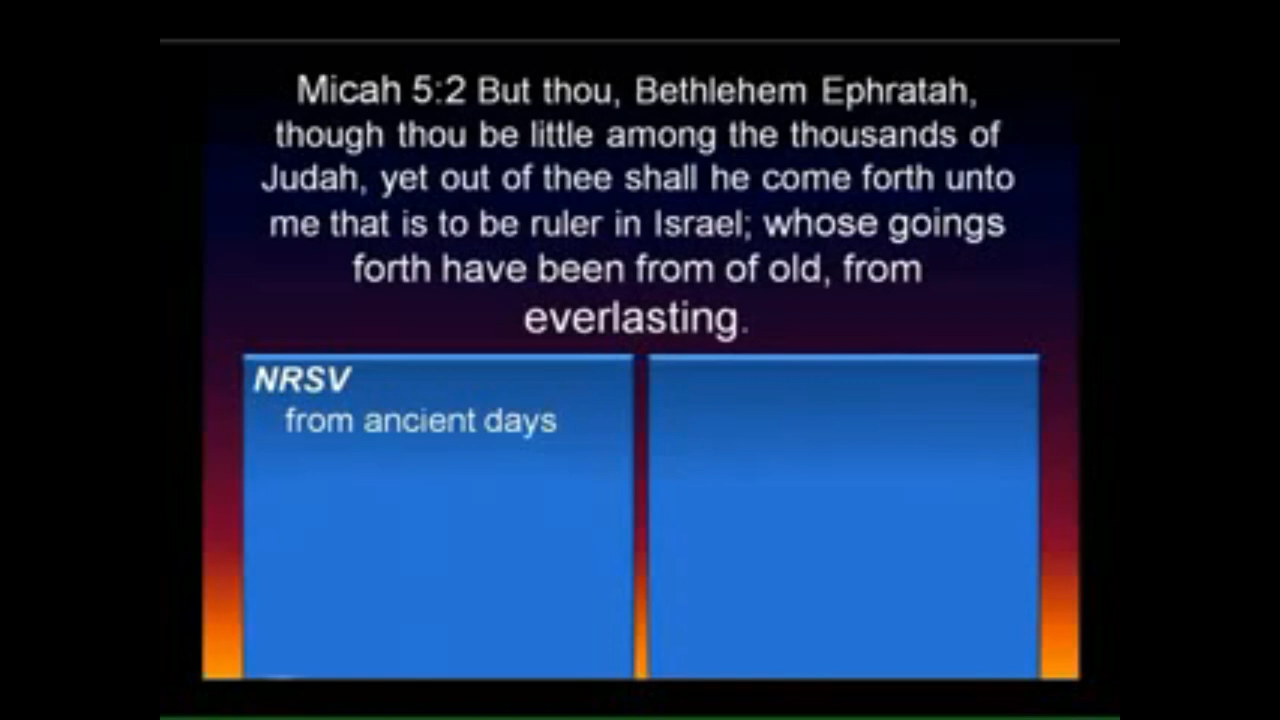 Micah 5:2 But thou, Bethlehem Ephratah,
though thou be little among the thousands of
Judah, yet out of thee shall he come forth unto
me that is to be ruler in Israel; whose goings
forth have been from of old, from
everlasting.
NRSV
from ancient days